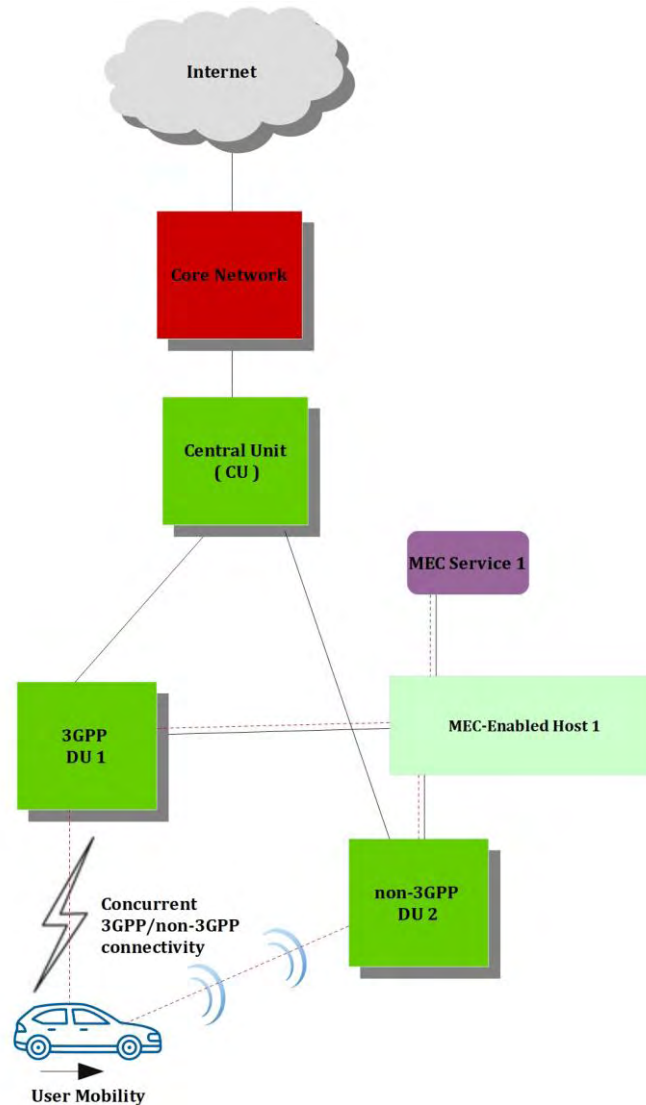 Internet
Core Network
Central Unit
( CU )
MEC Service 1
3GPP
DU 1
MEC-Enabled Host 1
non-3GPP
DU 2
Concurrent
3GPP/non-3GPP
connectivity
User Mobility